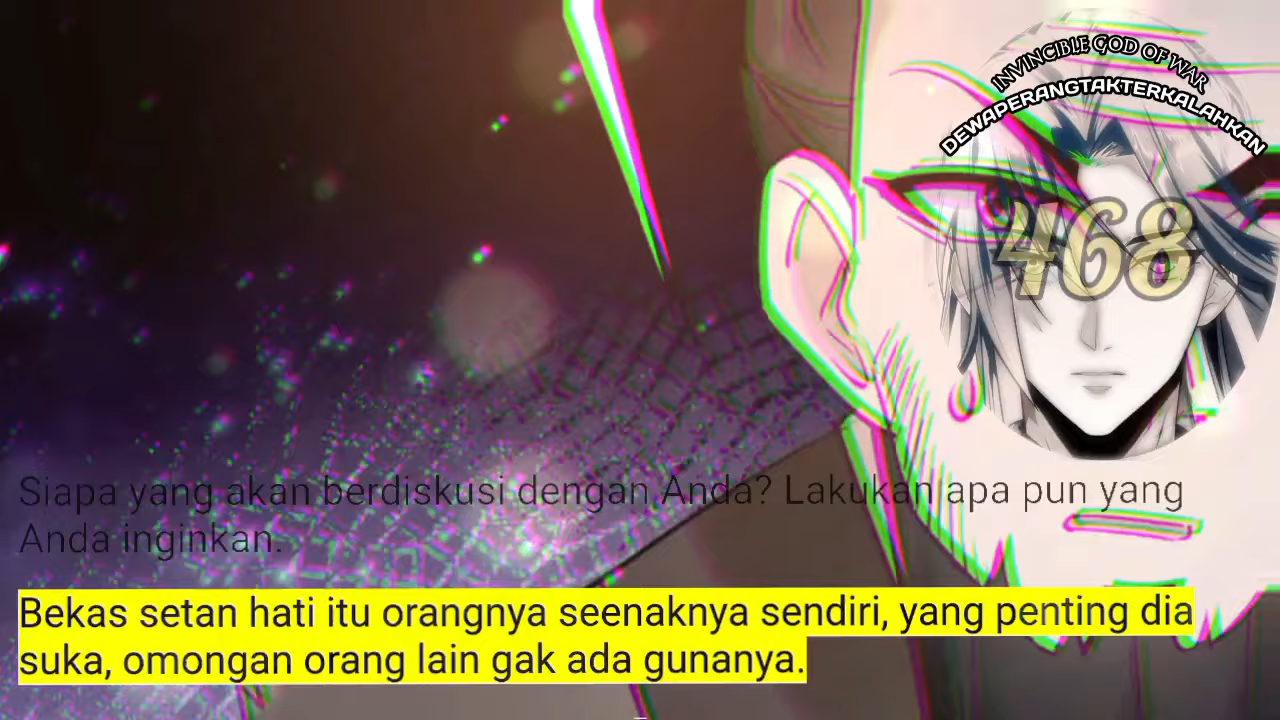 INVINCIBLE GOD OF WAR
DEWAPERANGTAKTERKALAHKAN
468
Siapa yang akan berdiskusi dengan Anda? Lakukan apa pun yang
Anda inginkan.
Bekas setan hati itu orangnya seenaknya sendiri, yang penting dia
suka, omongan orang lain gak ada gunanya.